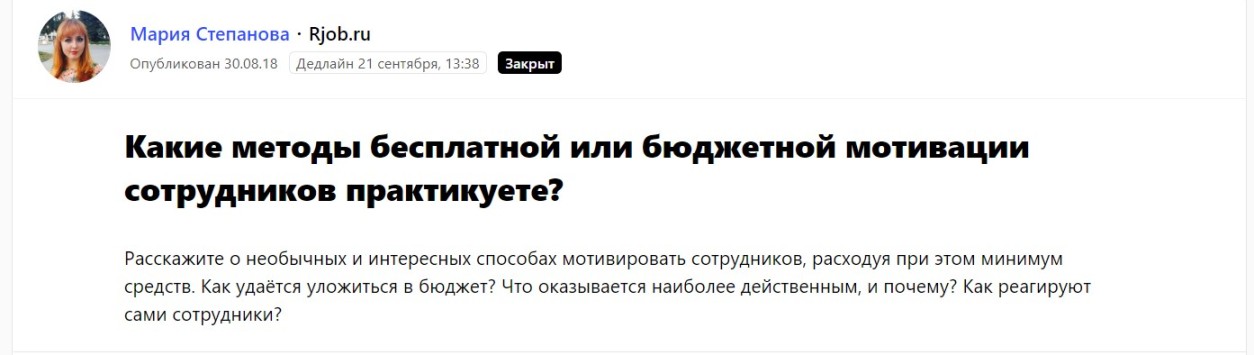 Мария Степанова · Rjob.ru
Опубликован 30.08.18 Дедлайн 21 сентября, 13:38 Закрыт
Какие методы бесплатной или бюджетной мотивации
сотрудников практикуете?
Расскажите о необычных и интересных способах мотивировать сотрудников, расходуя при этом минимум
средств. Как удаётся уложиться в бюджет? Что оказывается наиболее действенным, и почему? Как реагируют
сами сотрудники?